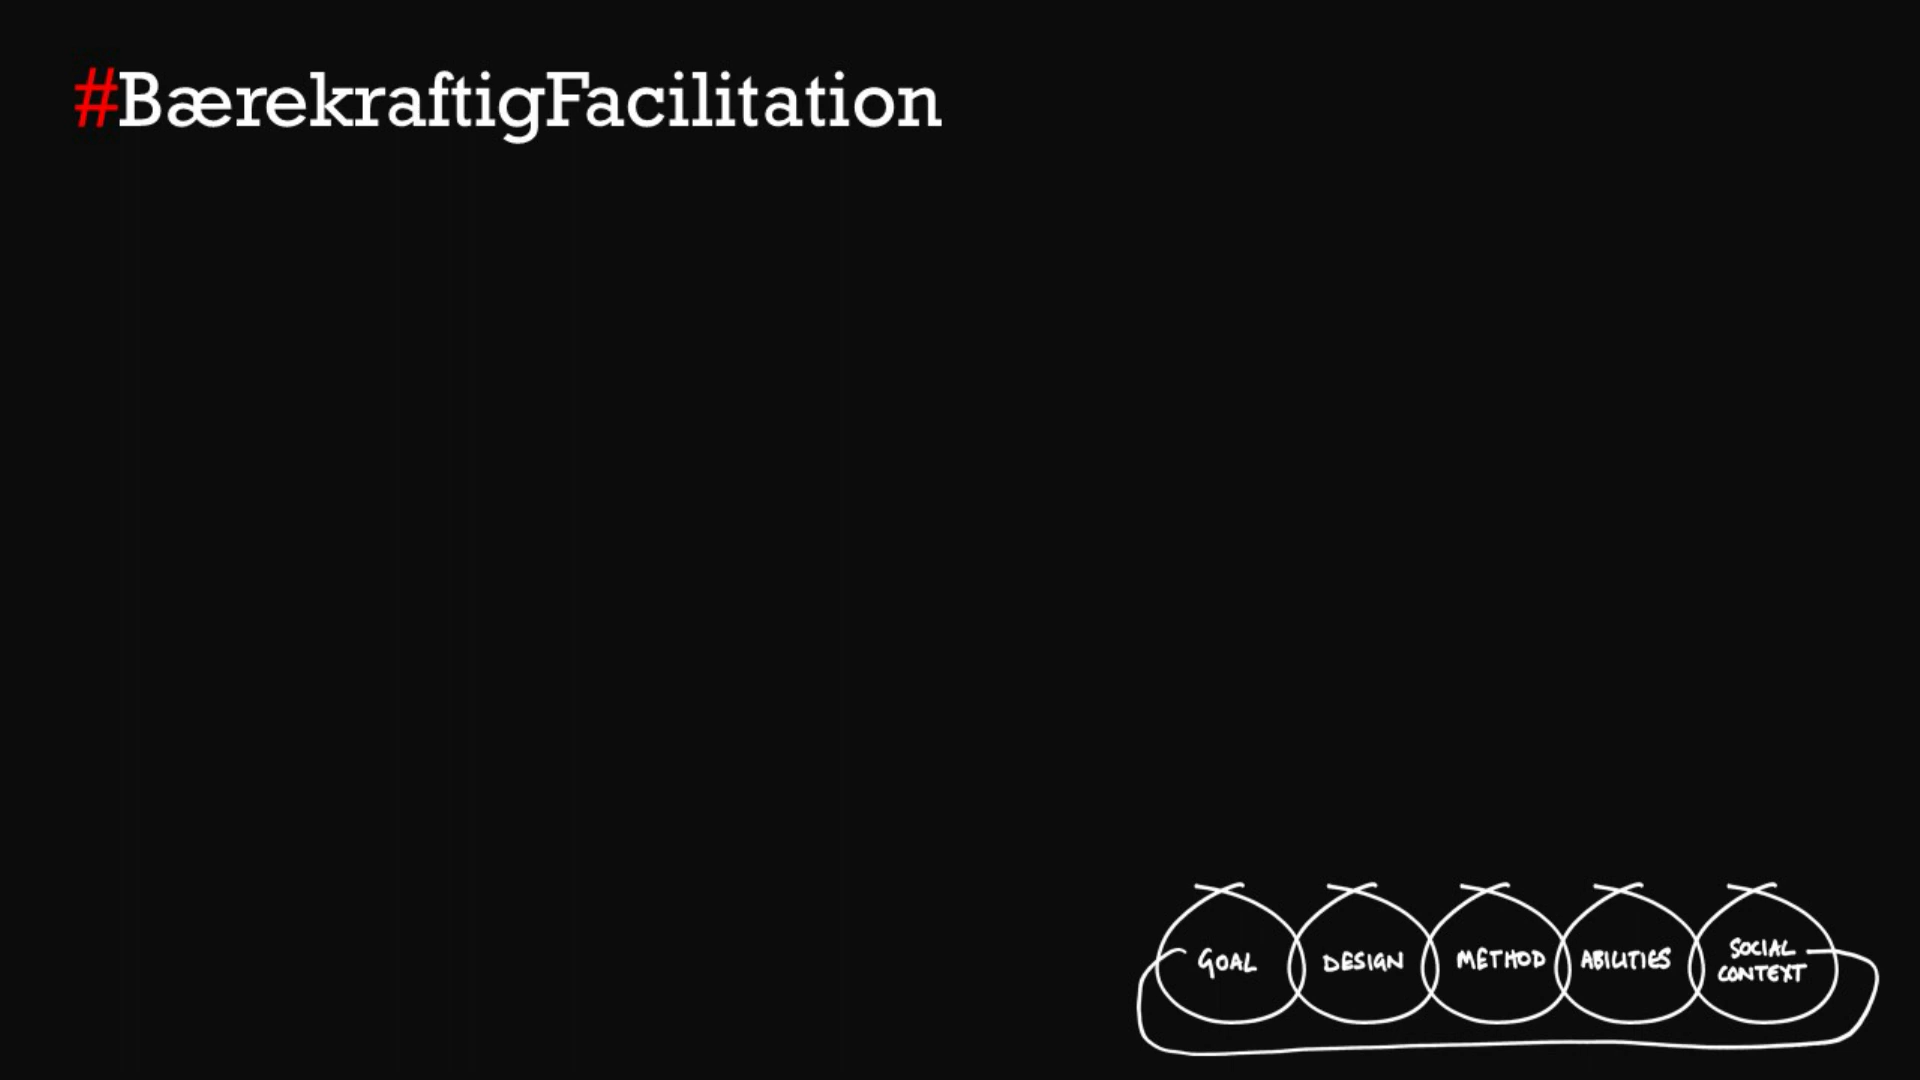 #BærekraftigFacilitation
GOAL
DESIGN
METHOD
ABILITIES
SOCIAL
CONTEXT